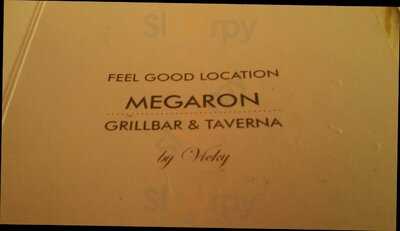 FEEL GOOD LOCATION
MEGARON
GRILLBAR & TAVERNA
by Vicky